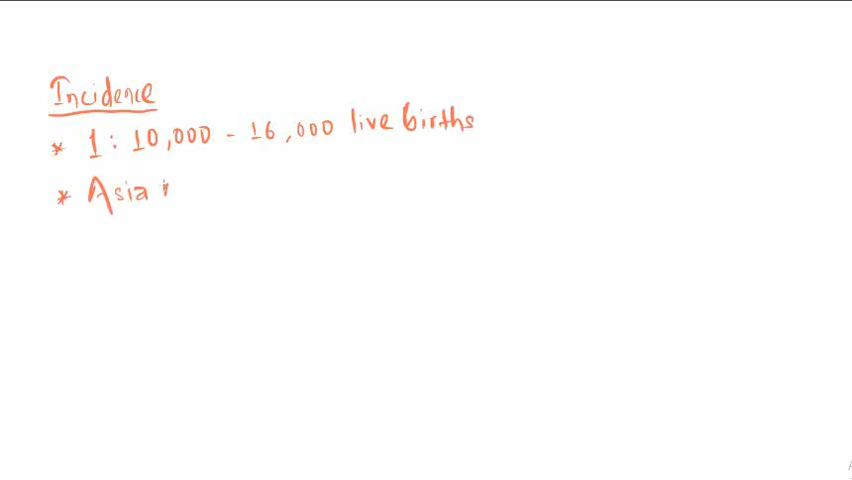 Incidence
* 1 : 10,000 - 16,000 live births
* Asia